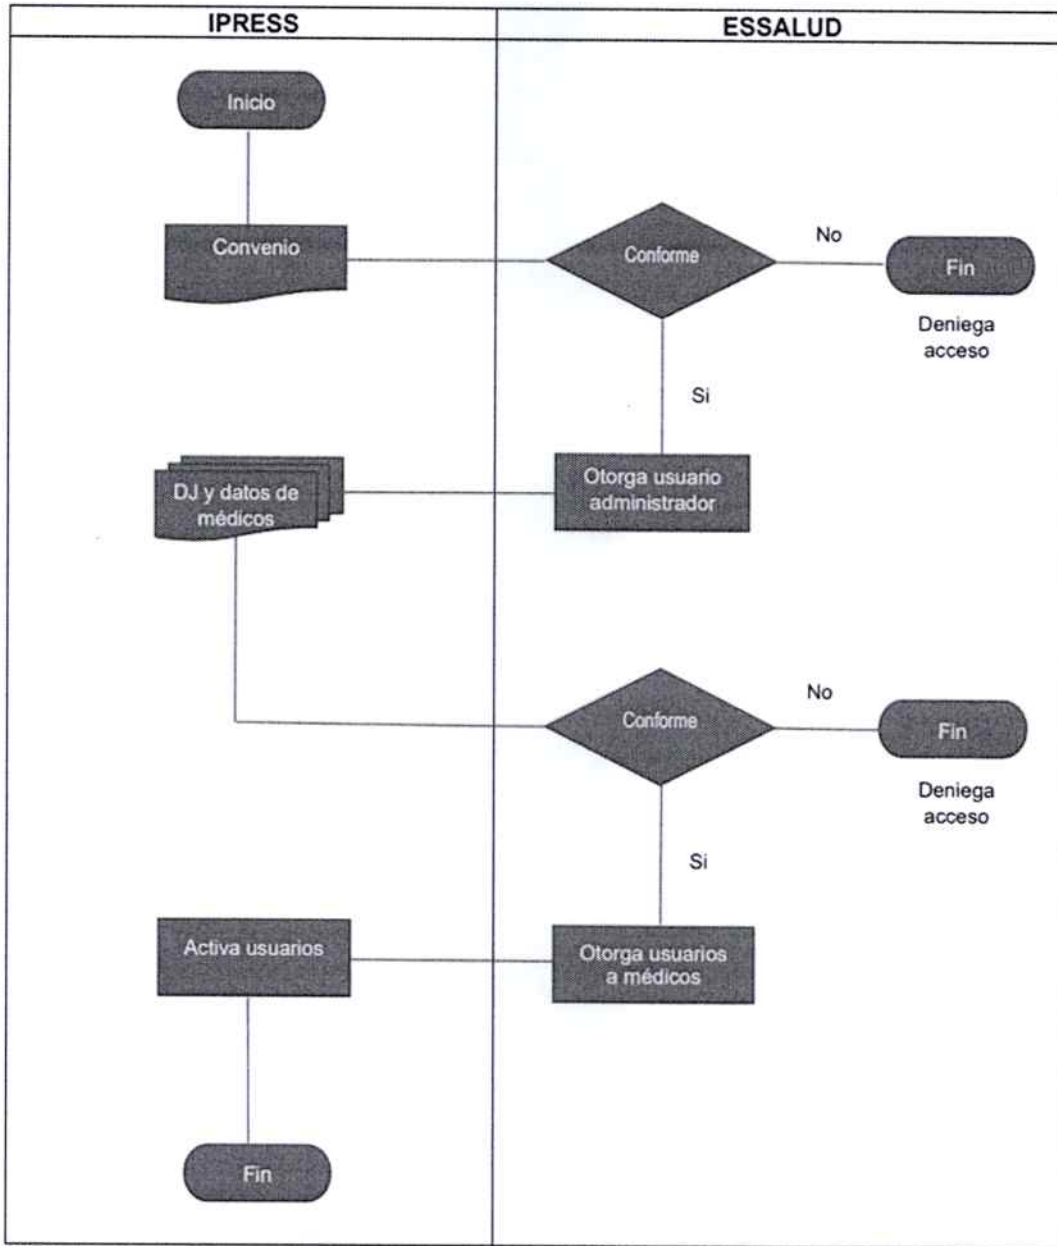 IPRESS
ESSALUD
Inicio
Convenio
Conforme
No
Fin
Deniega
acceso
Si
DJ y datos de
médicos
Otorga usuario
administrador
Conforme
No
Fin
Deniega
acceso
Si
Activa usuarios
Otorga usuarios
a médicos
Fin